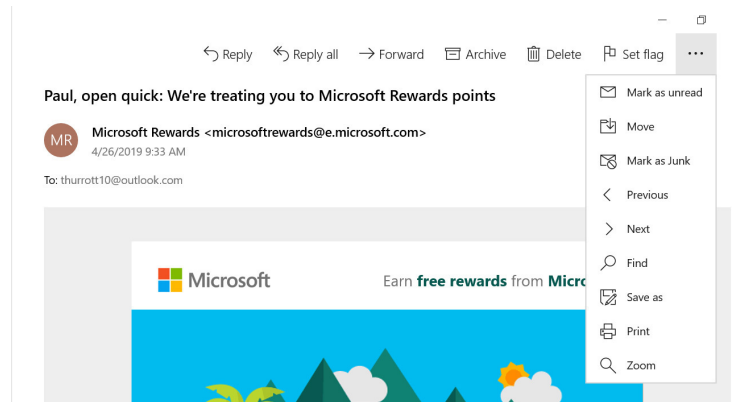 Reply
Reply all
Forward
Archive
Delete
Set flag
Paul, open quick: We're treating you to Microsoft Rewards points
MR
Microsoft Rewards <microsoftrewards@e.microsoft.com>
4/26/2019 9:33 AM
To: thurrott10@outlook.com
Mark as unread
Move
Mark as Junk
Previous
Next
Find
Save as
Print
Zoom
Microsoft
Earn free rewards from Micro